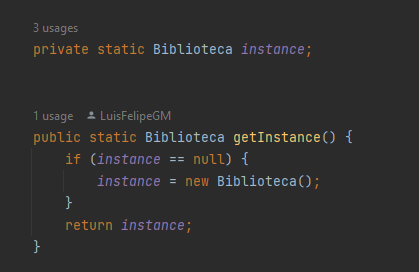 3 usages
private static Biblioteca instance;
1 usage LuisFelipeGM
public static Biblioteca getInstance() {
if (instance == null) {
instance = new Biblioteca();
}
return instance;
}